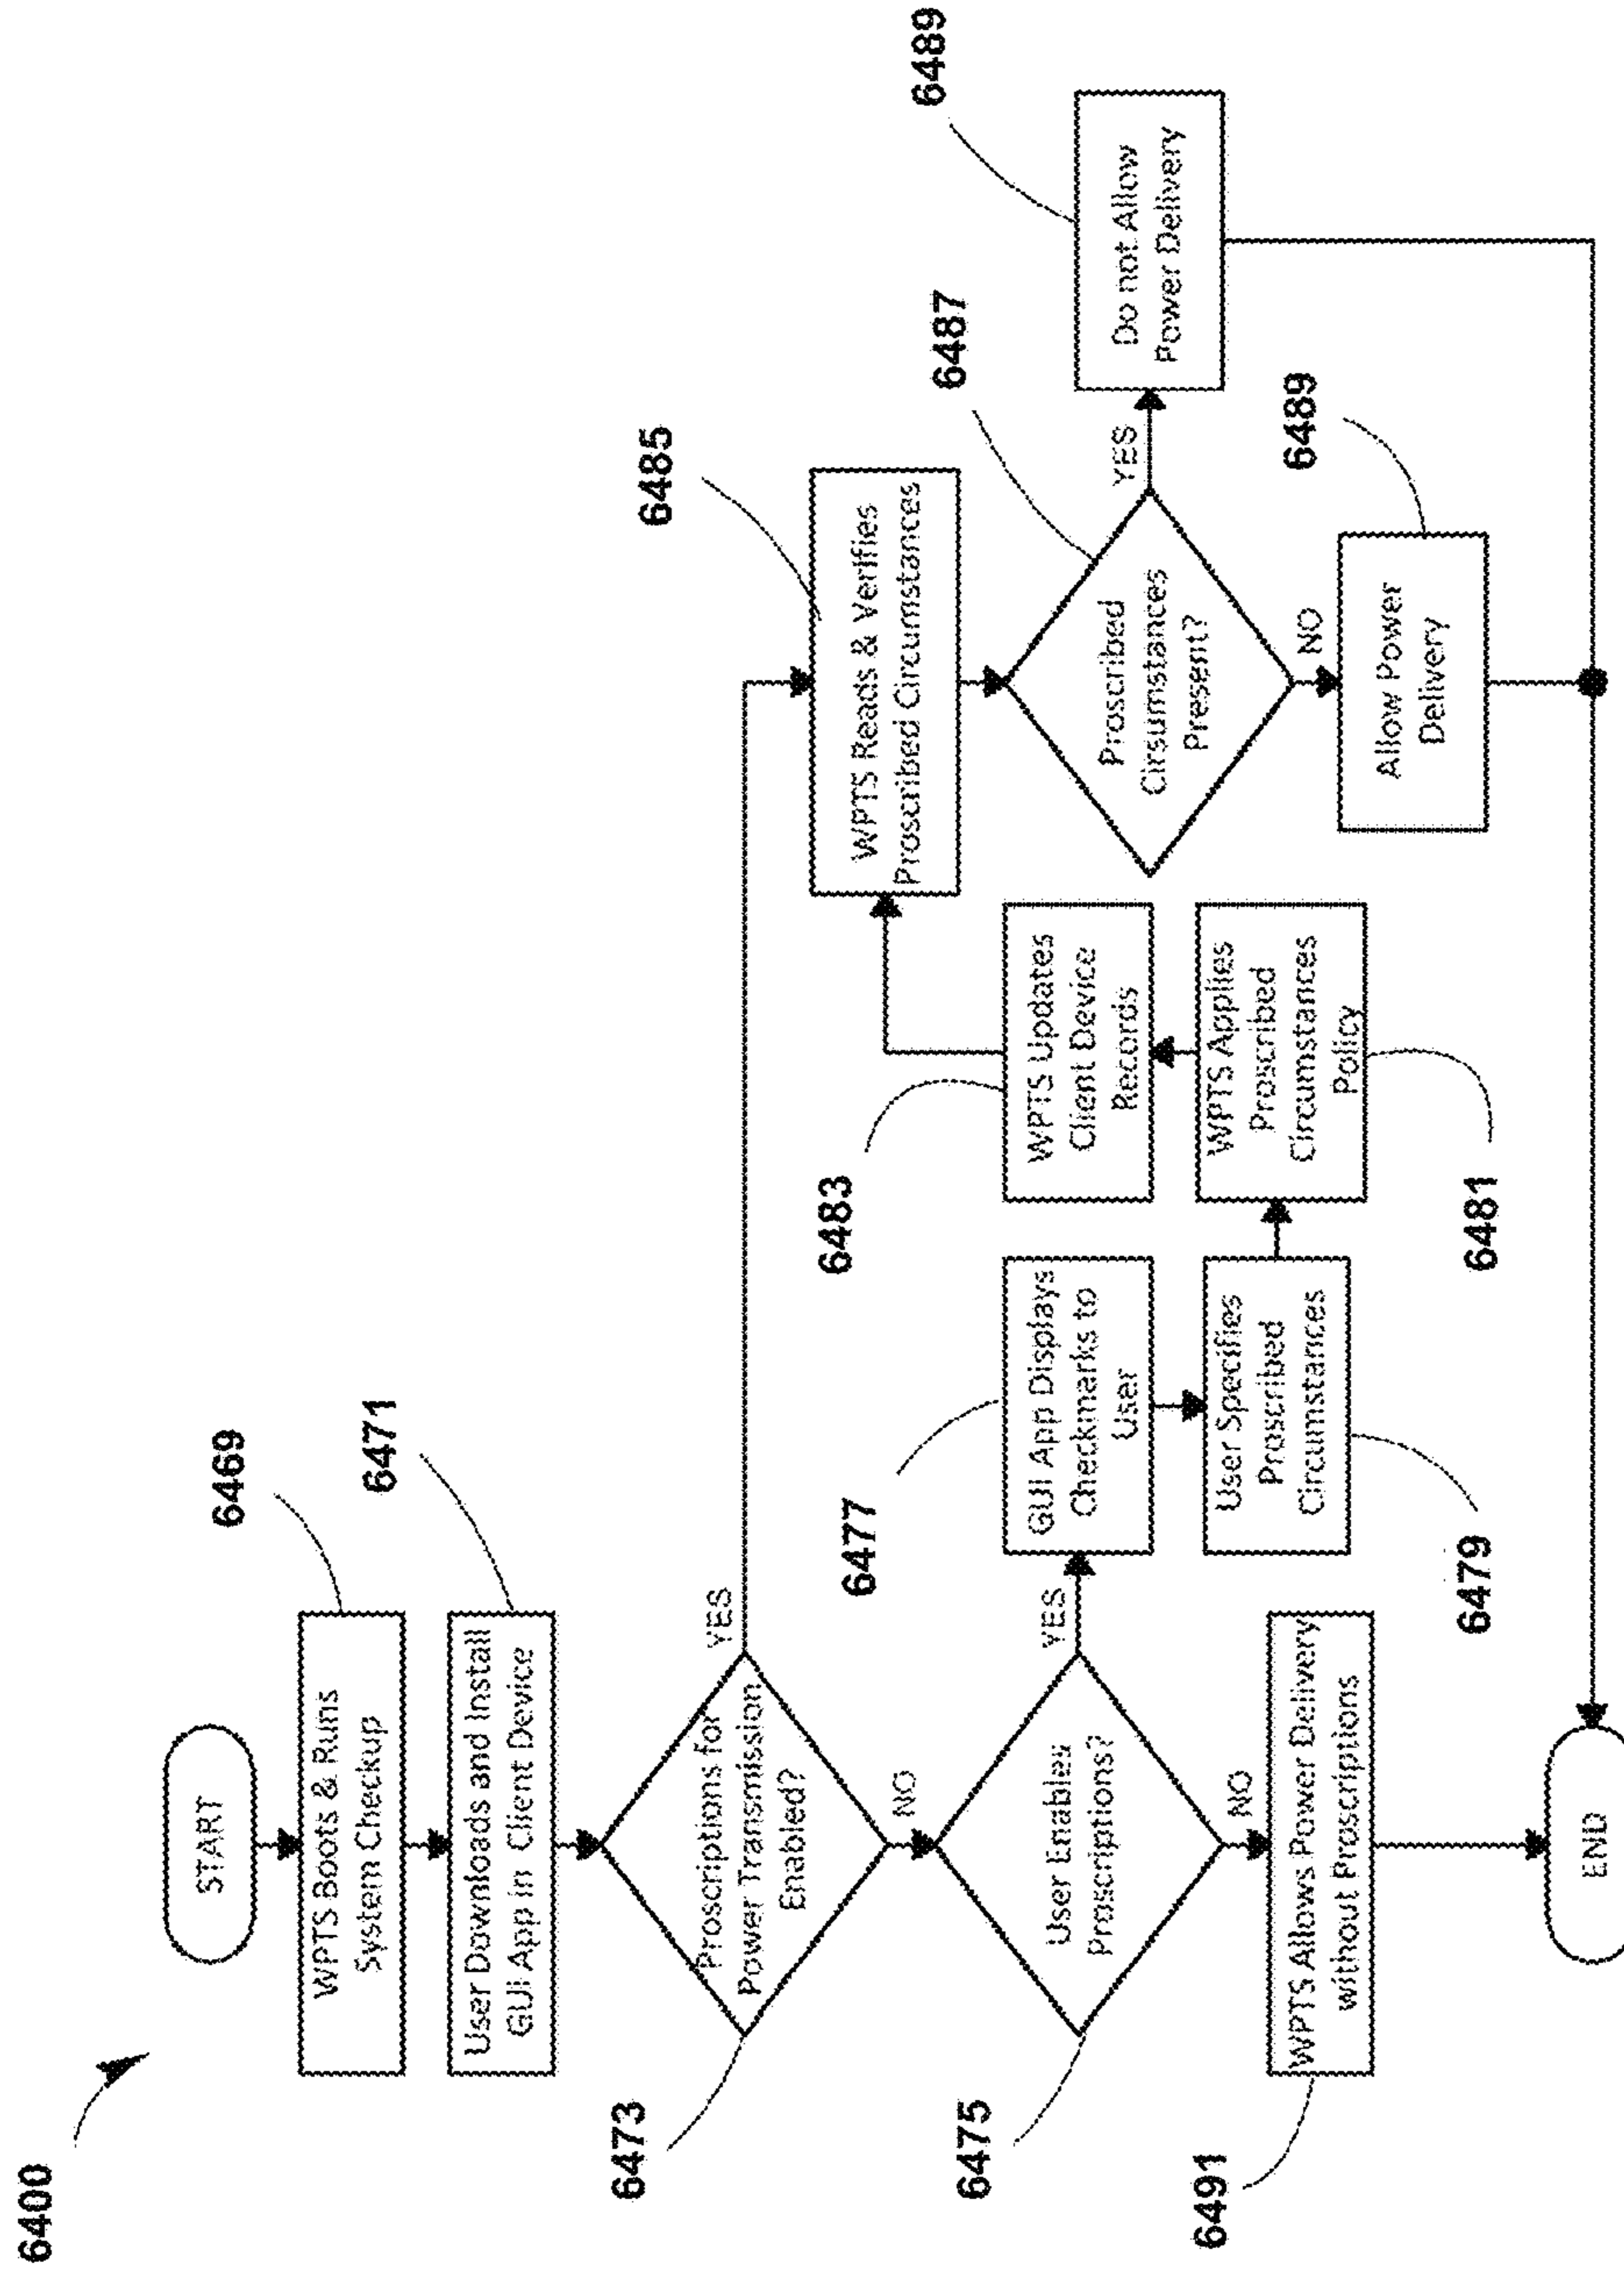 6400
START
WPTS Boots & Runs
System Checkup
6469
User Downloads and Install
GUI App in Client Device
6471
Proscriptions for
Power Transmission
Enabled?
6473
YES
NO
User Enables
Proscriptions?
6475
YES
NO
WPTS Allows Power Delivery
without Proscriptions
6491
GUI App Displays
Checkmarks to
User
6477
User Specifies
Proscribed
Circumstances
6479
WPTS Applies
Proscribed
Circumstances
Policy
6481
WPTS Updates
Client Device
Records
6483
WPTS Reads & Verifies
Proscribed Circumstances
6485
Proscribed
Cirsumstances
Present?
6487
YES
NO
Do not Allow
Power Delivery
6489
Allow Power
Delivery
6489
END